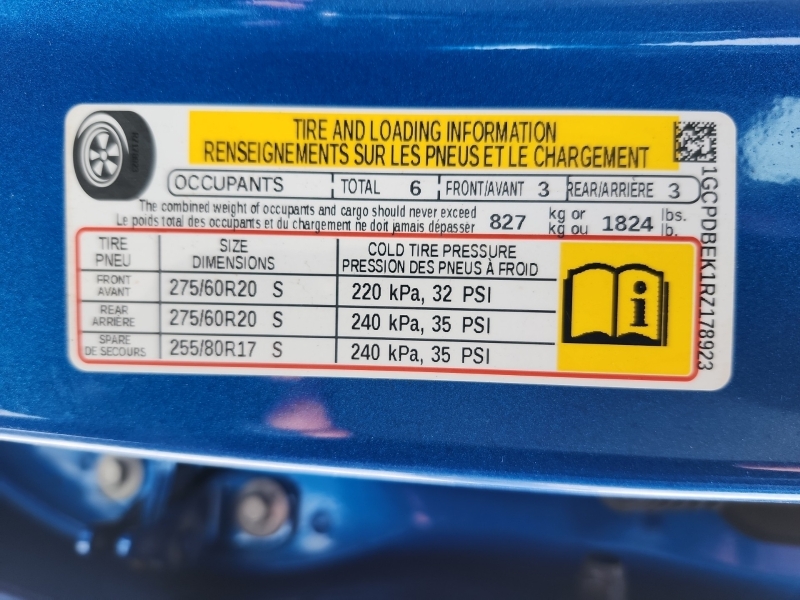 TIRE AND LOADING INFORMATION
RENSEIGNEMENTS SUR LES PNEUS ET LE CHARGEMENT
OCCUPANTS TOTAL 6 FRONT/AVANT 3 REAR/ARRIÈRE 3
The combined weight of occupants and cargo should never exceed
Le poids total des occupants et du chargement ne doit jamais dépasser
827 kg or kg ou 1824 lbs. lb.
TIRE PNEU SIZE DIMENSIONS COLD TIRE PRESSURE PRESSION DES PNEUS À FROID
FRONT AVANT 275/60R20 S 220 kPa, 32 PSI
REAR ARRIÈRE 275/60R20 S 240 kPa, 35 PSI
SPARE DE SECOURS 255/80R17 S 240 kPa, 35 PSI
i
1GCPDBEK1RZ178923